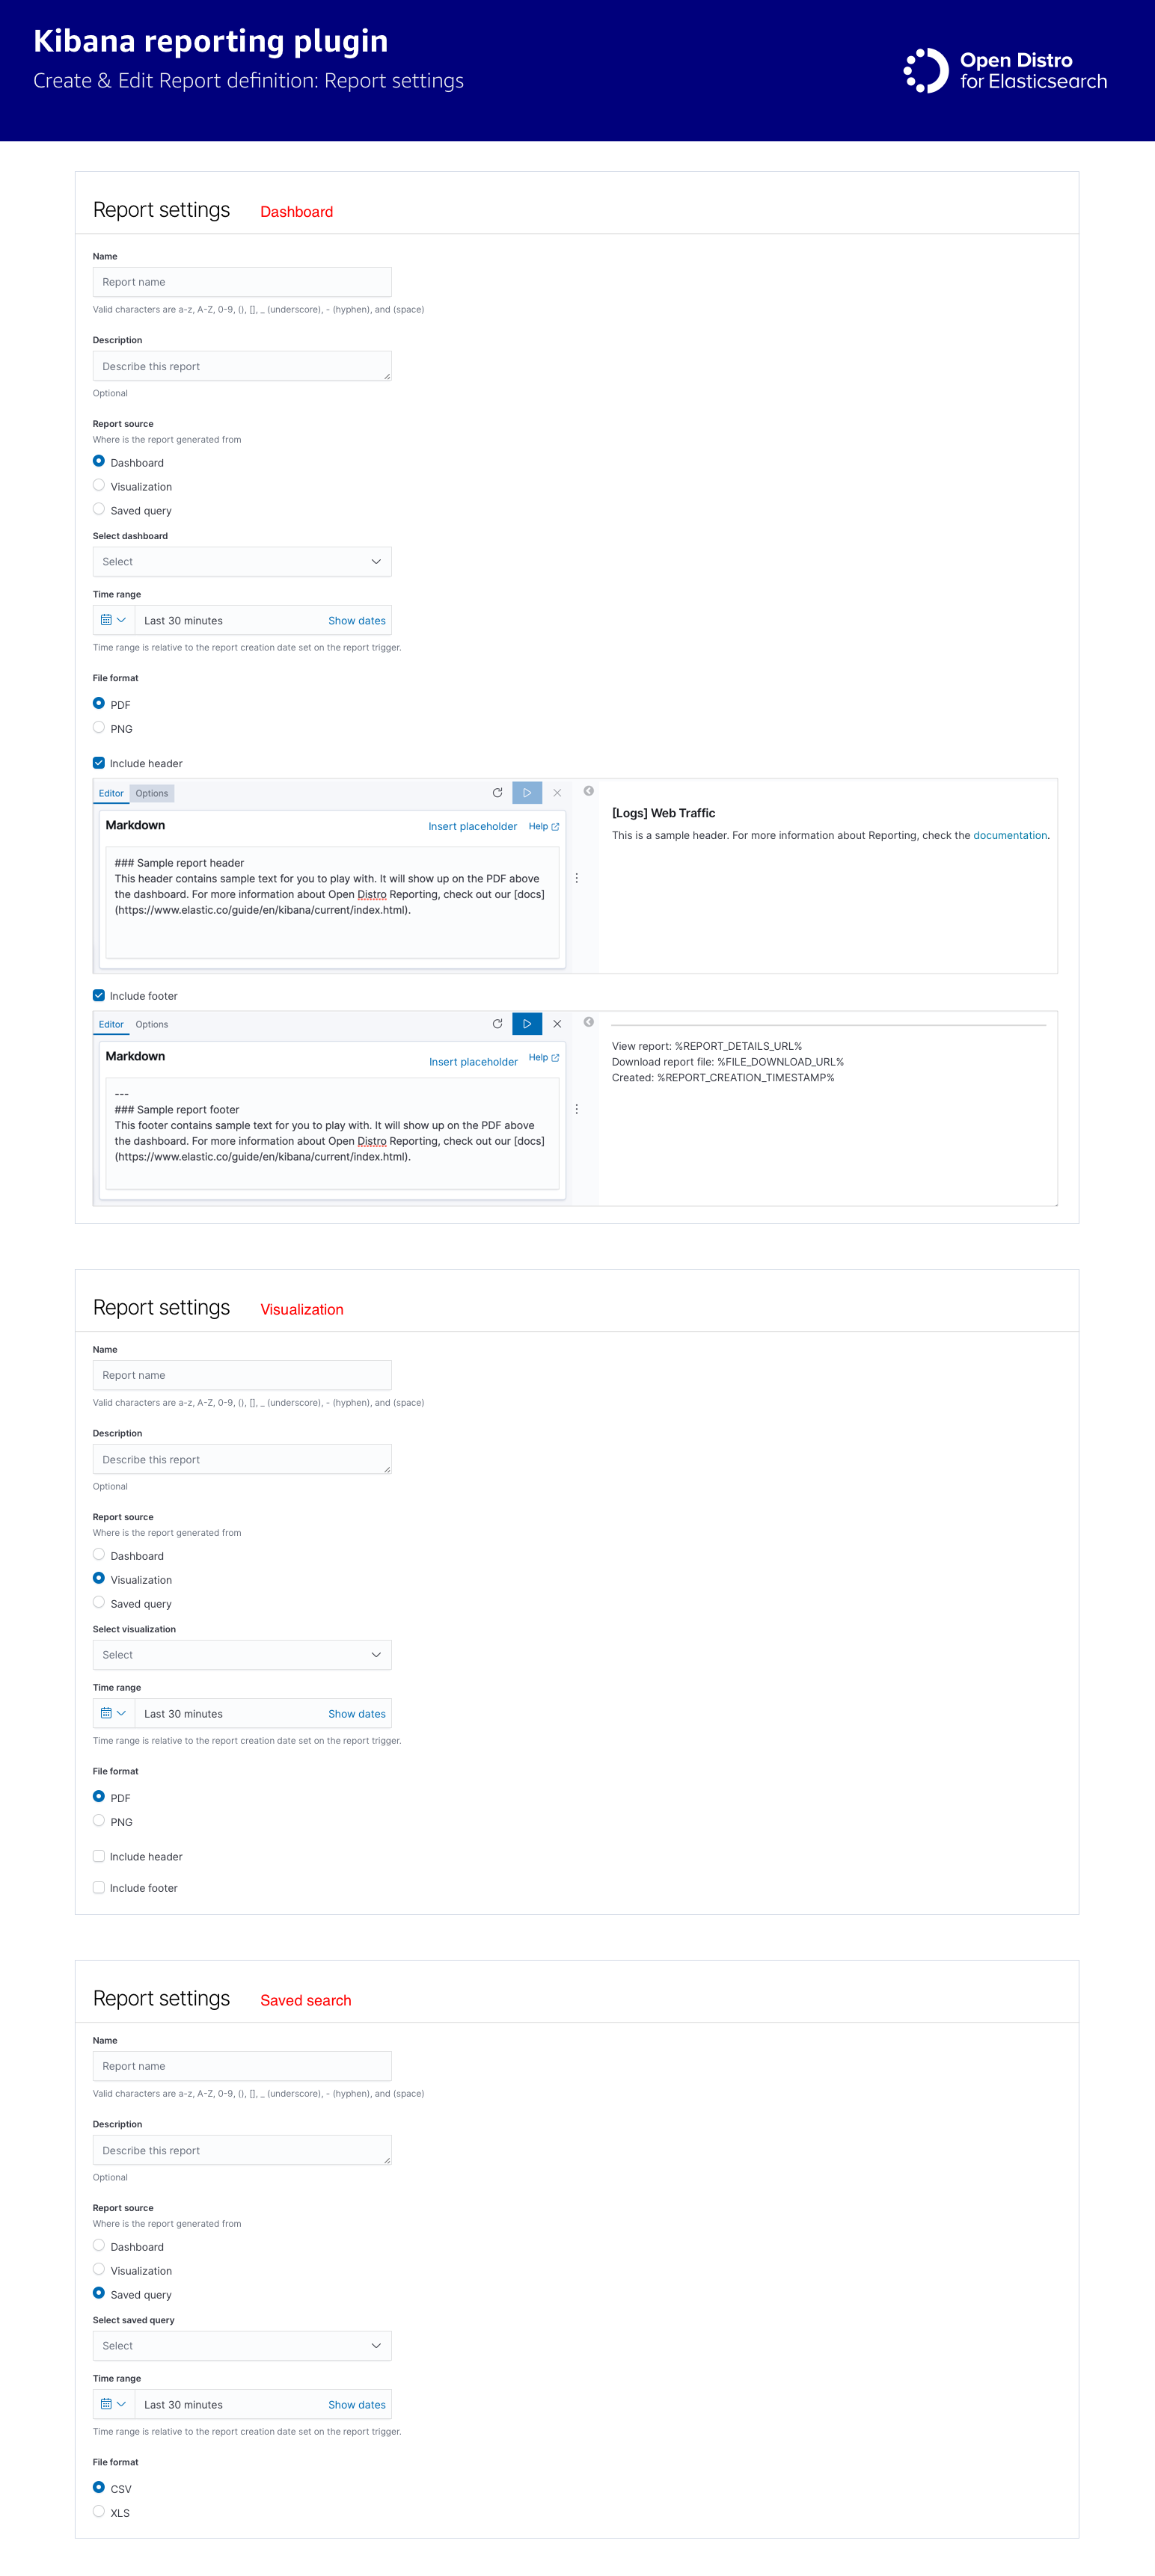 Kibana reporting plugin
Create & Edit Report definition: Report settings
Open Distro
for Elasticsearch
Report settings Dashboard
Name
Report name
Valid characters are a-z, A-Z, 0-9, (), [], _ (underscore), - (hyphen), and (space)
Description
Describe this report
Optional
Report source
Where is the report generated from
Dashboard
Visualization
Saved query
Select dashboard
Select
Time range
Last 30 minutes Show dates
Time range is relative to the report creation date set on the report trigger.
File format
PDF
PNG
Include header
Editor Options
Markdown Insert placeholder Help
### Sample report header
This header contains sample text for you to play with. It will show up on the PDF above
the dashboard. For more information about Open Distro Reporting, check out our [docs]
(https://www.elastic.co/guide/en/kibana/current/index.html).
[Logs] Web Traffic
This is a sample header. For more information about Reporting, check the documentation.
Include footer
Editor Options
Markdown Insert placeholder Help
---
### Sample report footer
This footer contains sample text for you to play with. It will show up on the PDF above
the dashboard. For more information about Open Distro Reporting, check out our [docs]
(https://www.elastic.co/guide/en/kibana/current/index.html).
View report: %REPORT_DETAILS_URL%
Download report file: %FILE_DOWNLOAD_URL%
Created: %REPORT_CREATION_TIMESTAMP%
Report settings Visualization
Name
Report name
Valid characters are a-z, A-Z, 0-9, (), [], _ (underscore), - (hyphen), and (space)
Description
Describe this report
Optional
Report source
Where is the report generated from
Dashboard
Visualization
Saved query
Select visualization
Select
Time range
Last 30 minutes Show dates
Time range is relative to the report creation date set on the report trigger.
File format
PDF
PNG
Include header
Include footer
Report settings Saved search
Name
Report name
Valid characters are a-z, A-Z, 0-9, (), [], _ (underscore), - (hyphen), and (space)
Description
Describe this report
Optional
Report source
Where is the report generated from
Dashboard
Visualization
Saved query
Select saved query
Select
Time range
Last 30 minutes Show dates
Time range is relative to the report creation date set on the report trigger.
File format
CSV
XLS